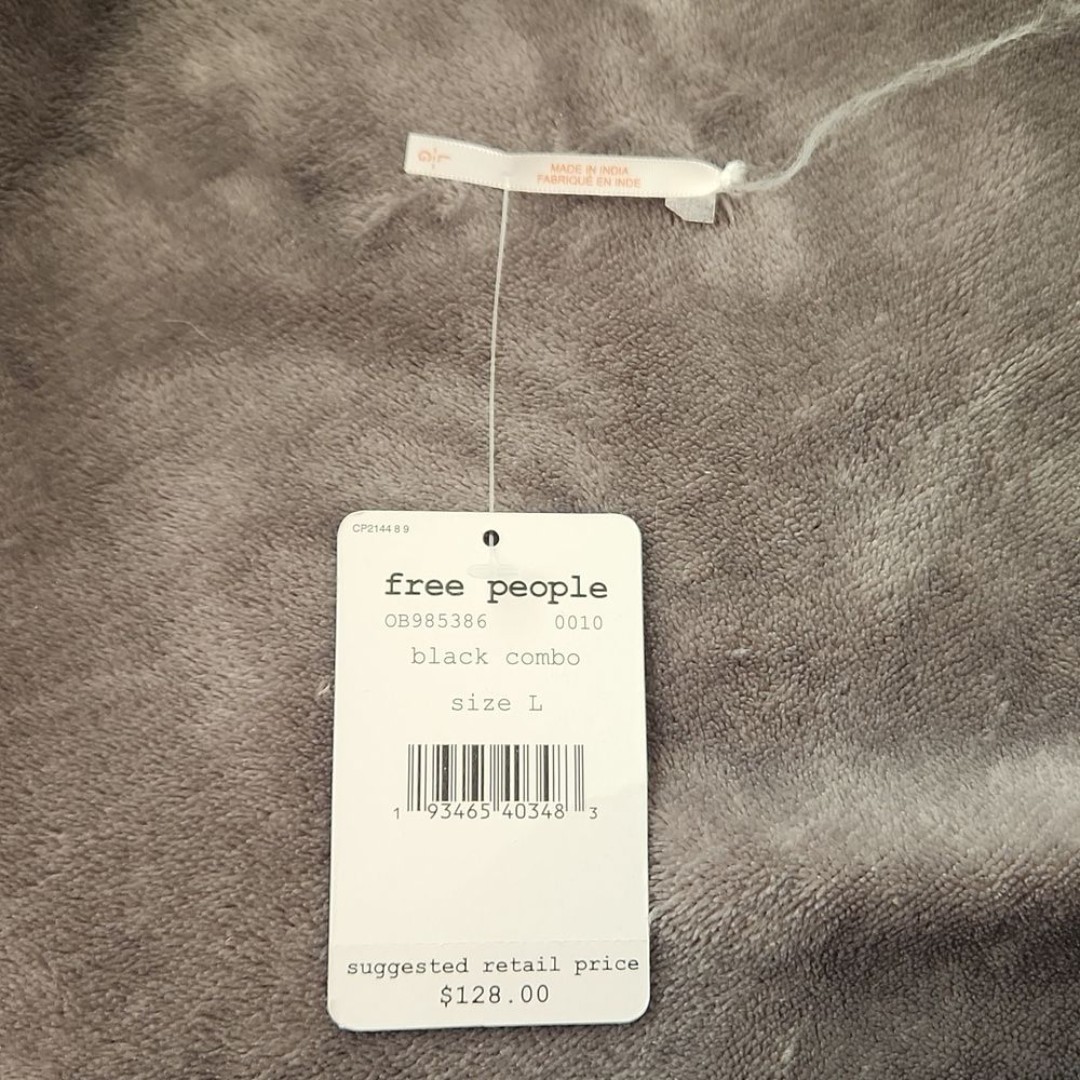 MADE IN INDIA
FABRIQUÉ EN INDE
CP2144 8 9
free people
OB985386 0010
black combo
size L
1 93465 40348 3
suggested retail price
$128.00